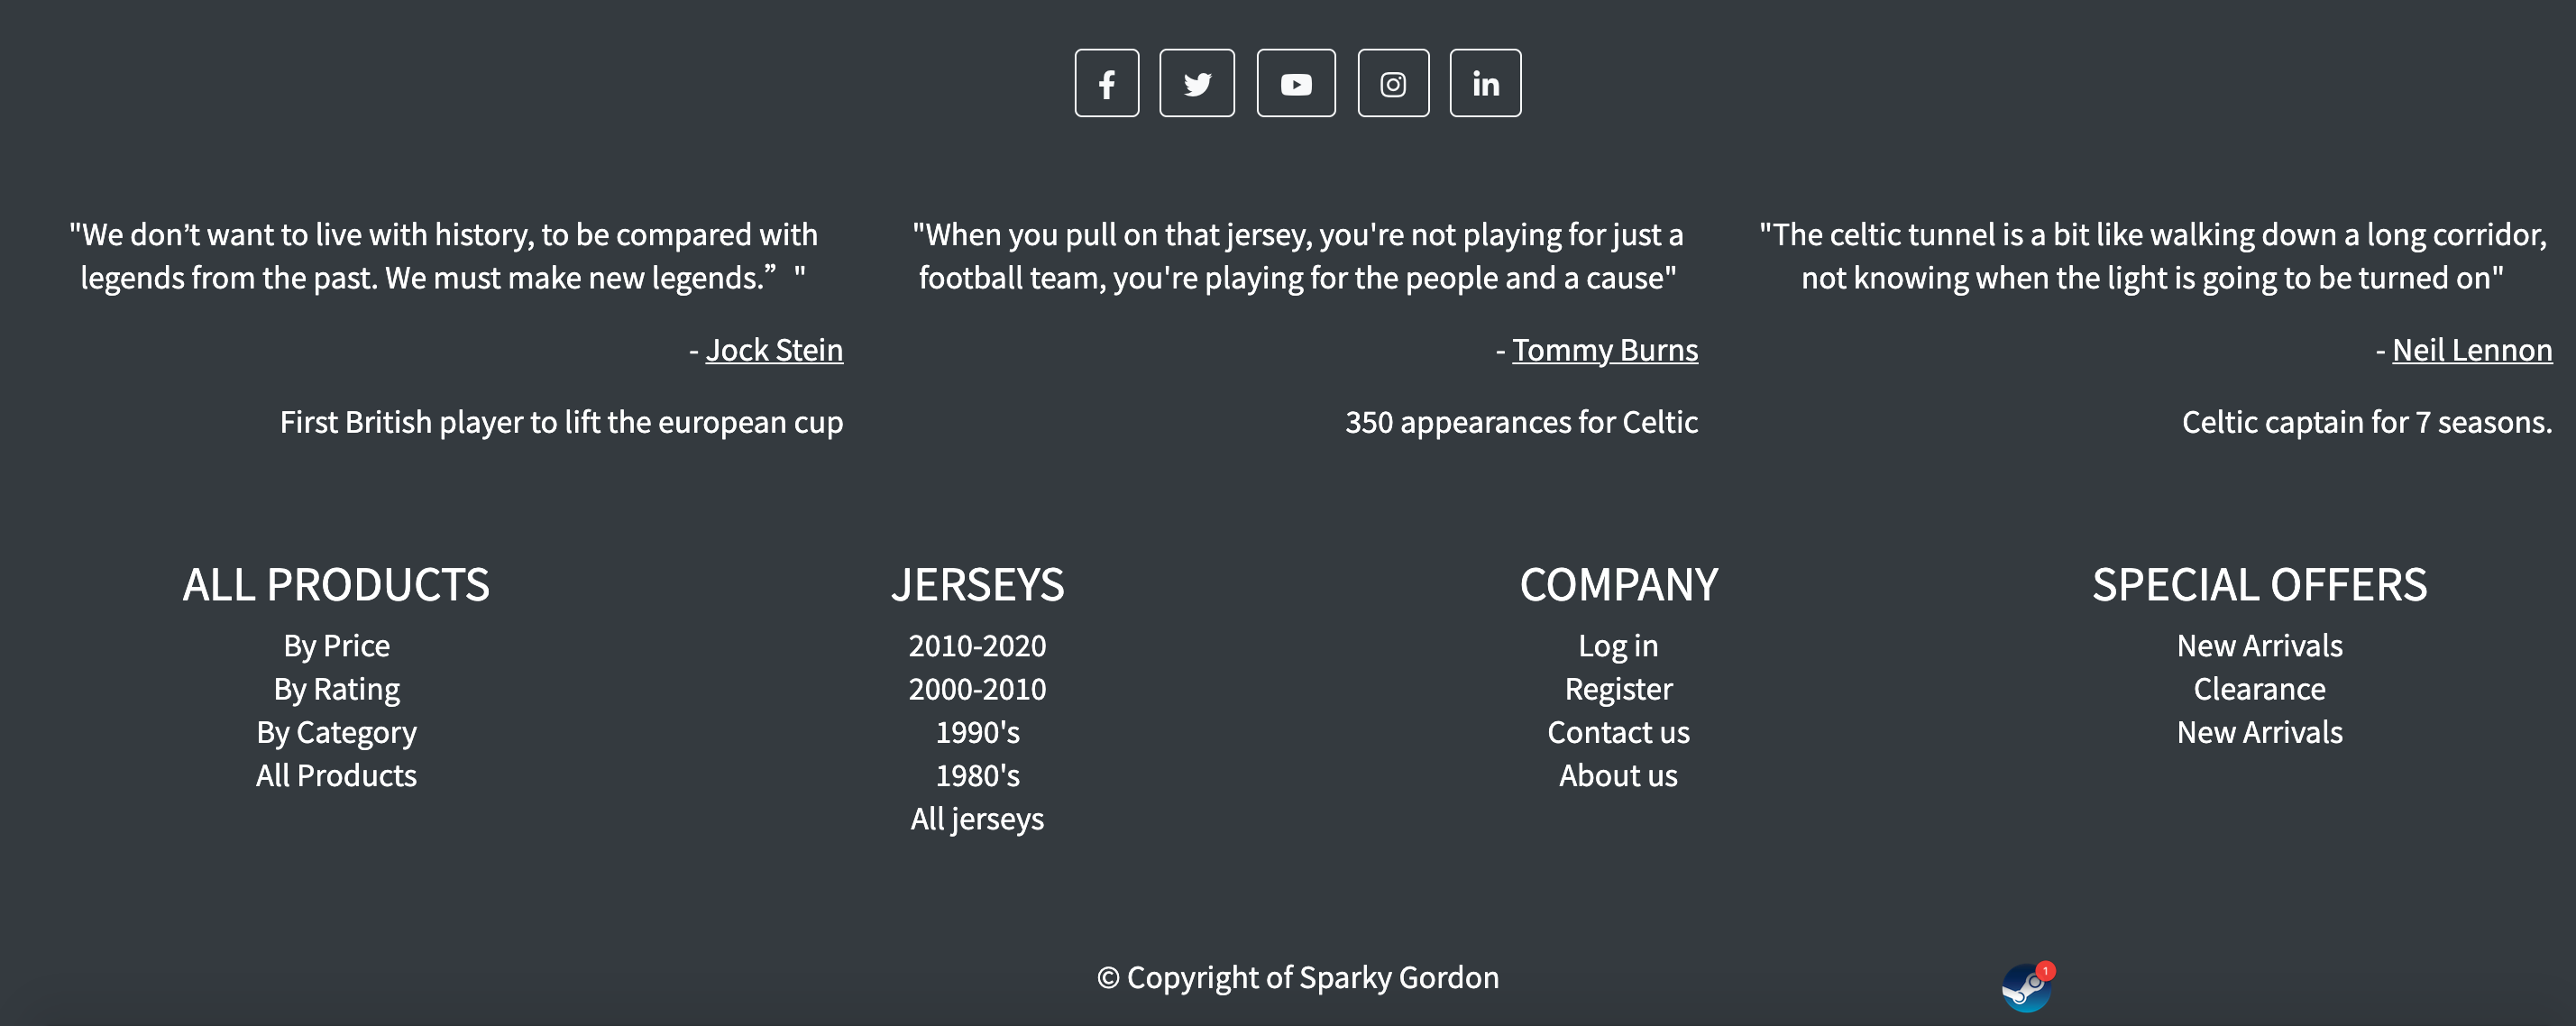 "We don’t want to live with history, to be compared with
legends from the past. We must make new legends.” "
- Jock Stein
First British player to lift the european cup
"When you pull on that jersey, you're not playing for just a
football team, you're playing for the people and a cause"
- Tommy Burns
350 appearances for Celtic
"The celtic tunnel is a bit like walking down a long corridor,
not knowing when the light is going to be turned on"
- Neil Lennon
Celtic captain for 7 seasons.
ALL PRODUCTS
By Price
By Rating
By Category
All Products
JERSEYS
2010-2020
2000-2010
1990's
1980's
All jerseys
COMPANY
Log in
Register
Contact us
About us
SPECIAL OFFERS
New Arrivals
Clearance
New Arrivals
© Copyright of Sparky Gordon
1